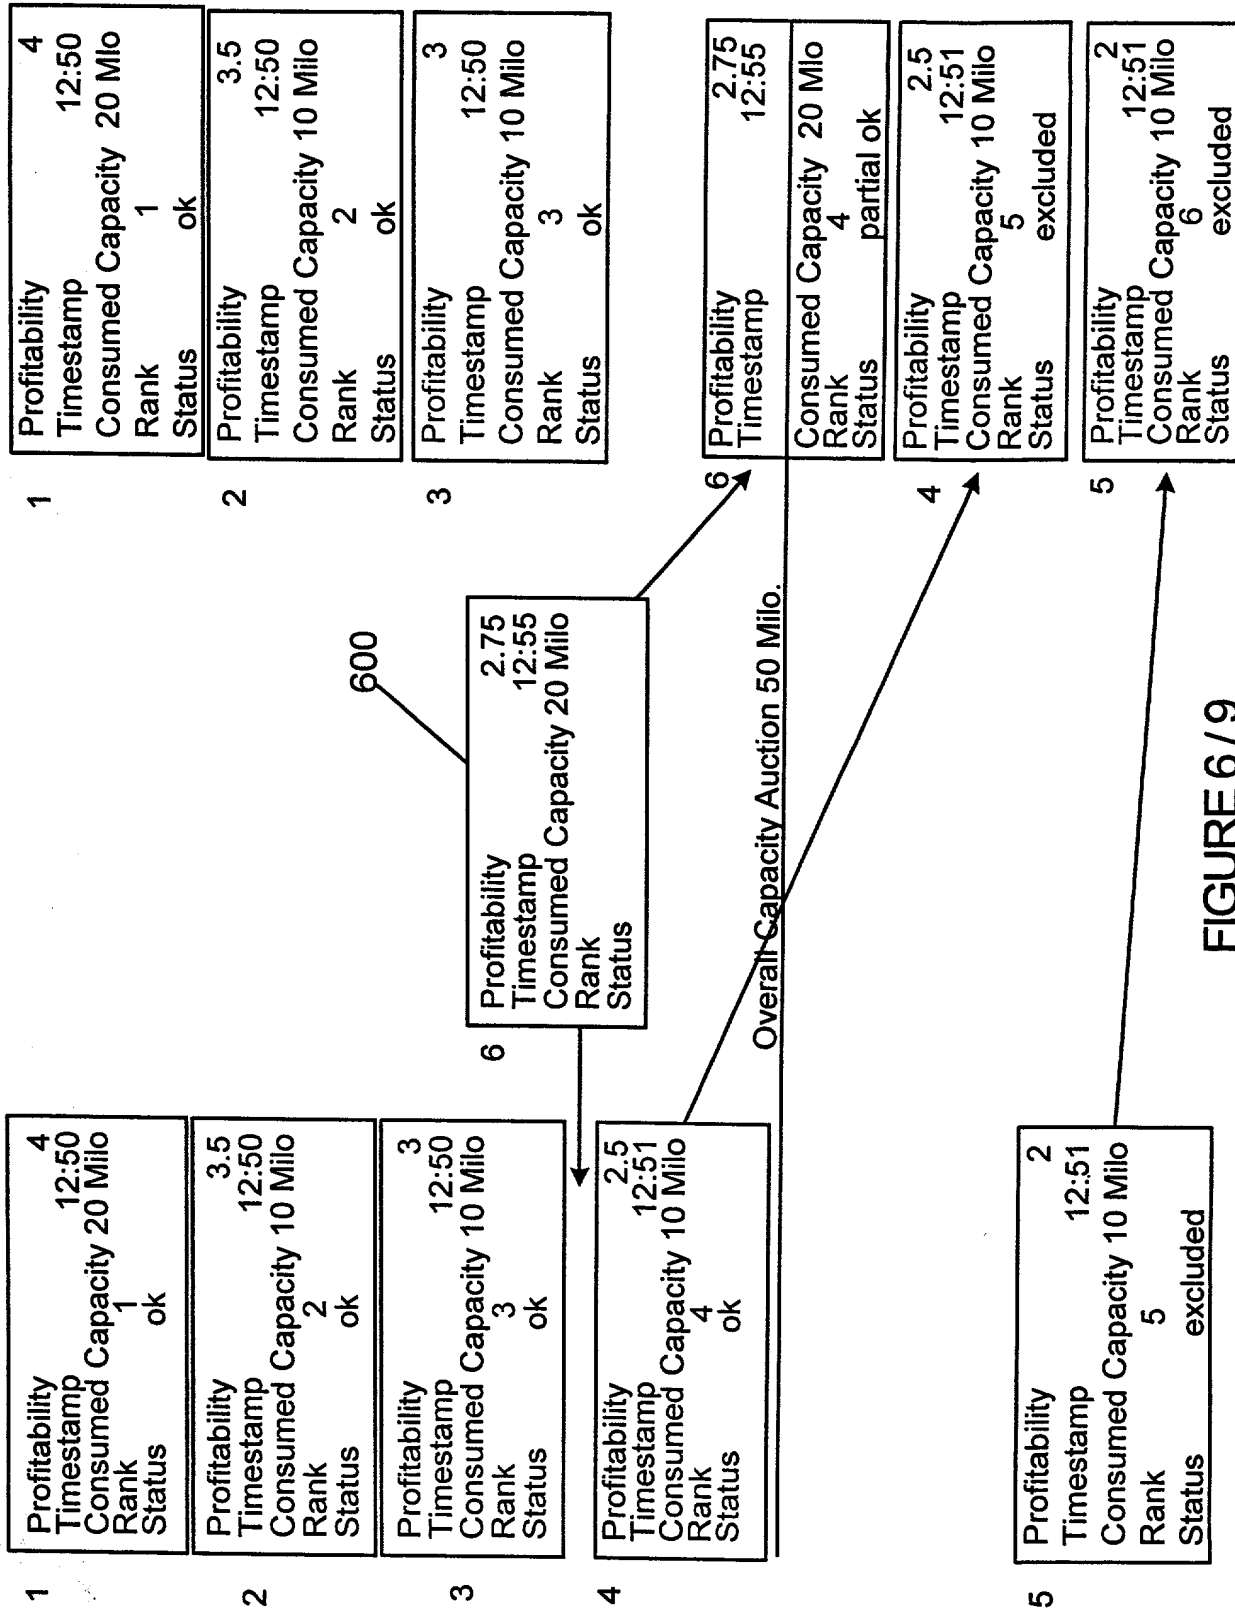 1
Profitability 4
Timestamp 12:50
Consumed Capacity 20 Milo
Rank 1
Status ok
2
Profitability 3.5
Timestamp 12:50
Consumed Capacity 10 Milo
Rank 2
Status ok
3
Profitability 3
Timestamp 12:50
Consumed Capacity 10 Milo
Rank 3
Status ok
4
Profitability 2.5
Timestamp 12:51
Consumed Capacity 10 Milo
Rank 4
Status ok
5
Profitability 2
Timestamp 12:51
Consumed Capacity 10 Milo
Rank 5
Status excluded
600
6
Profitability 2.75
Timestamp 12:55
Consumed Capacity 20 Milo
Rank
Status
Overall Capacity Auction 50 Milo.
1
Profitability 4
Timestamp 12:50
Consumed Capacity 20 Mlo
Rank 1
Status ok
2
Profitability 3.5
Timestamp 12:50
Consumed Capacity 10 Milo
Rank 2
Status ok
3
Profitability 3
Timestamp 12:50
Consumed Capacity 10 Milo
Rank 3
Status ok
6
Profitability 2.75
Timestamp 12:55
Consumed Capacity 20 Mlo
Rank 4
Status partial ok
4
Profitability 2.5
Timestamp 12:51
Consumed Capacity 10 Milo
Rank 5
Status excluded
5
Profitability 2
Timestamp 12:51
Consumed Capacity 10 Milo
Rank 6
Status excluded
FIGURE 6 / 9